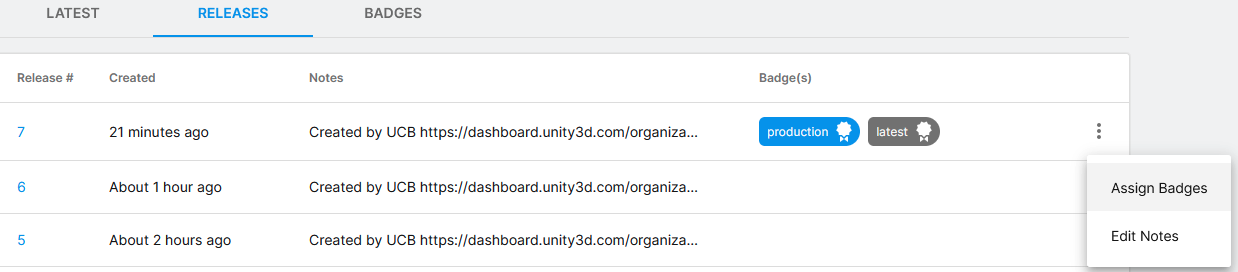 LATEST RELEASES BADGES
Release # Created Notes Badge(s)
7 21 minutes ago Created by UCB https://dashboard.unity3d.com/organiza... production latest
6 About 1 hour ago Created by UCB https://dashboard.unity3d.com/organiza...
Assign Badges
5 About 2 hours ago Created by UCB https://dashboard.unity3d.com/organiza...
Edit Notes